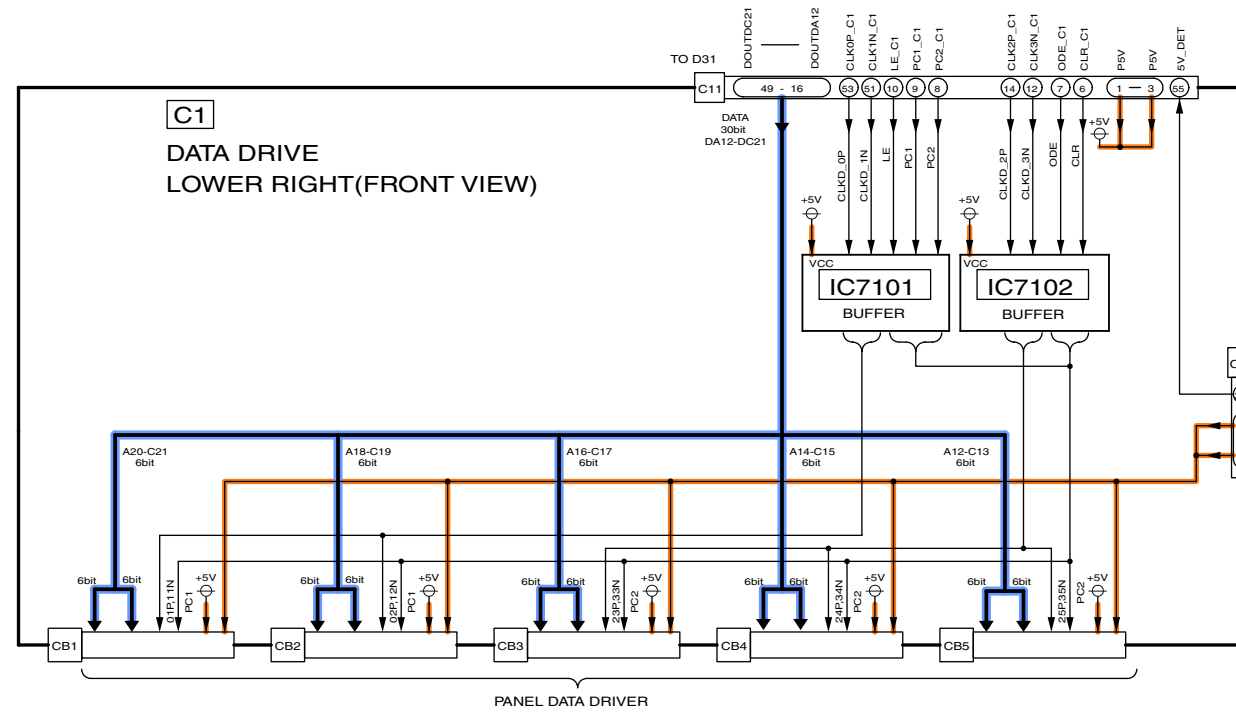 DOUTDC21
DOUTDA12
CLK0P_C1
CLK1N_C1
LE_C1
PC1_C1
PC2_C1
CLK2P_C1
CLK3N_C1
ODE_C1
CLR_C1
P5V
P5V
5V_DET
TO D31
C11
49 - 16
53
51
10
9
8
14
12
7
6
1 — 3
55
C1
DATA DRIVE
LOWER RIGHT(FRONT VIEW)
DATA
30bit
DA12-DC21
CLKD_0P
CLKD_1N
LE
PC1
PC2
CLKD_2P
CLKD_3N
ODE
CLR
+5V
+5V
+5V
VCC
IC7101
BUFFER
VCC
IC7102
BUFFER
A20-C21
6bit
A18-C19
6bit
A16-C17
6bit
A14-C15
6bit
A12-C13
6bit
6bit
6bit
01P,11N
PC1
+5V
6bit
6bit
02P,12N
PC1
+5V
6bit
6bit
23P,33N
PC2
+5V
6bit
6bit
24P,34N
PC2
+5V
6bit
6bit
25P,35N
PC2
+5V
CB1
CB2
CB3
CB4
CB5
PANEL DATA DRIVER